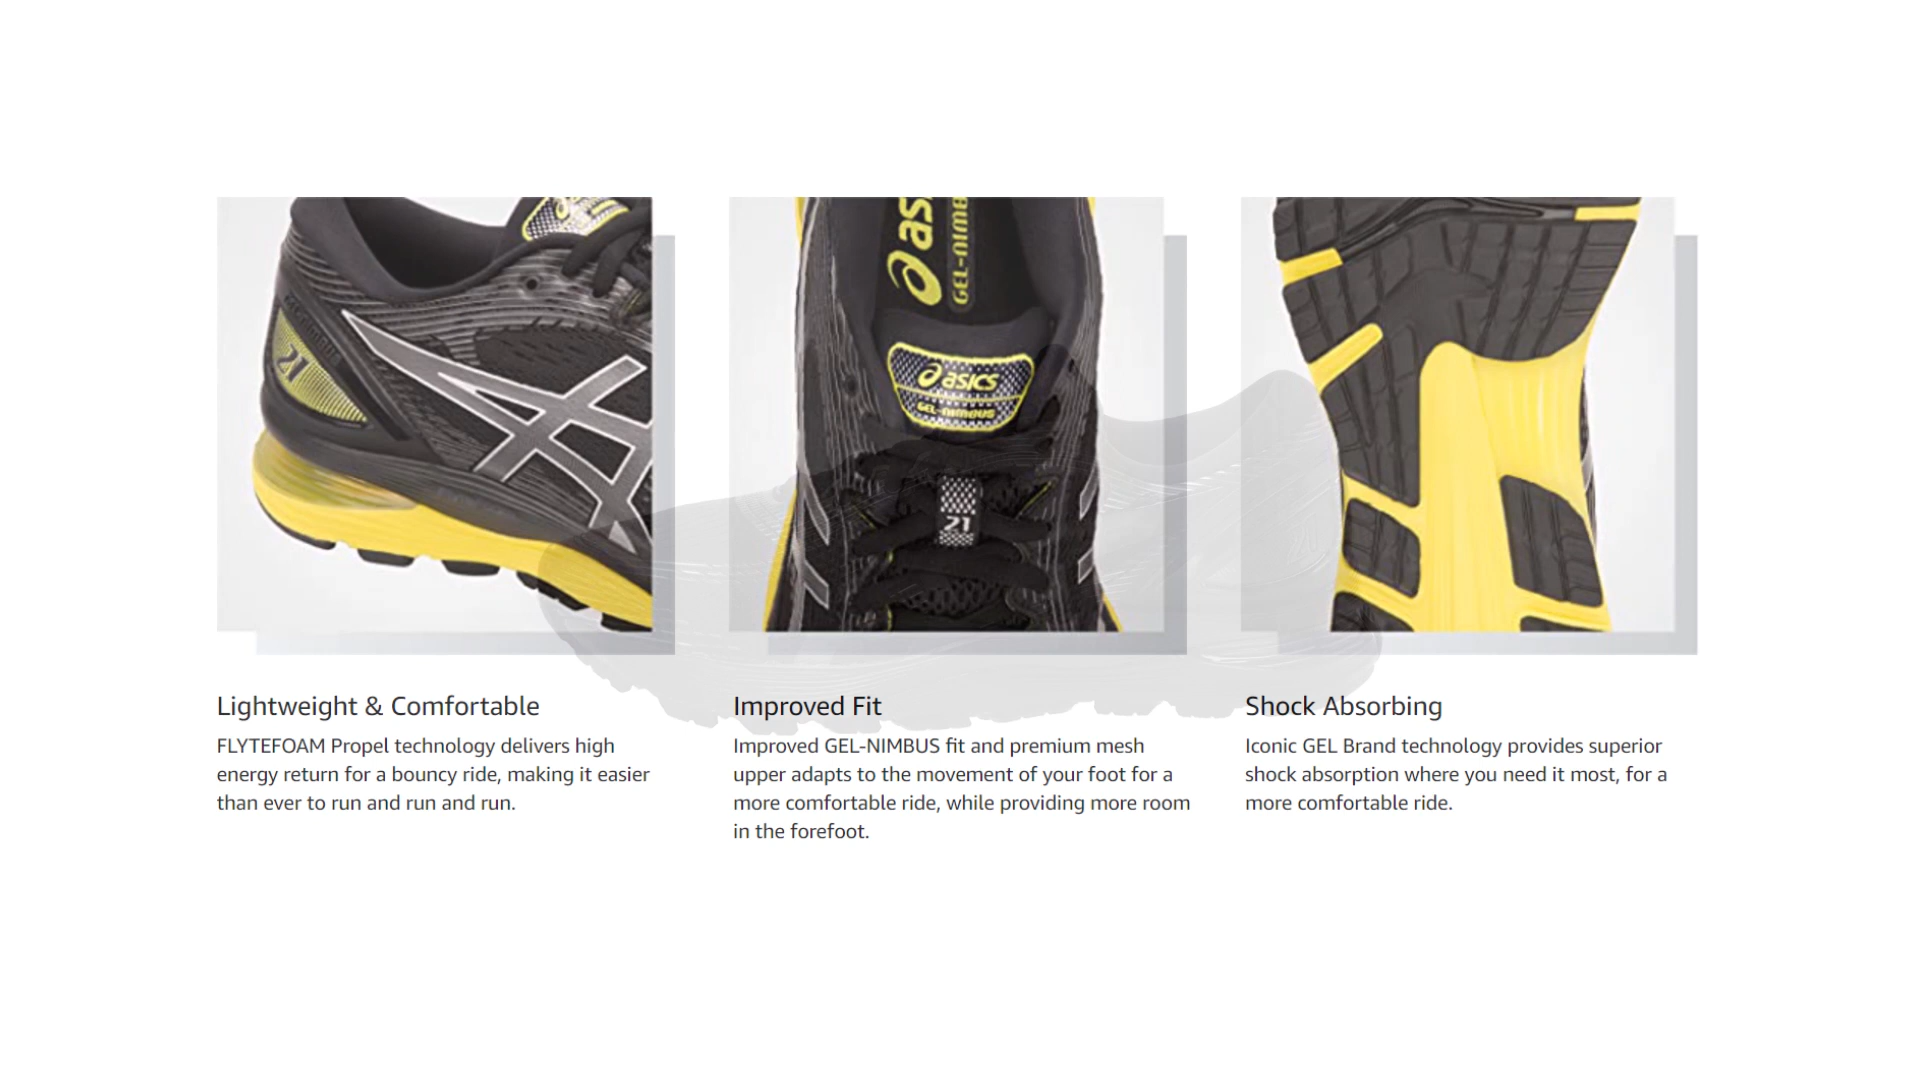 21
asics
GEL-NIMBUS
21
Lightweight & Comfortable
FLYTEFOAM Propel technology delivers high
energy return for a bouncy ride, making it easier
than ever to run and run and run.
Improved Fit
Improved GEL-NIMBUS fit and premium mesh
upper adapts to the movement of your foot for a
more comfortable ride, while providing more room
in the forefoot.
Shock Absorbing
Iconic GEL Brand technology provides superior
shock absorption where you need it most, for a
more comfortable ride.